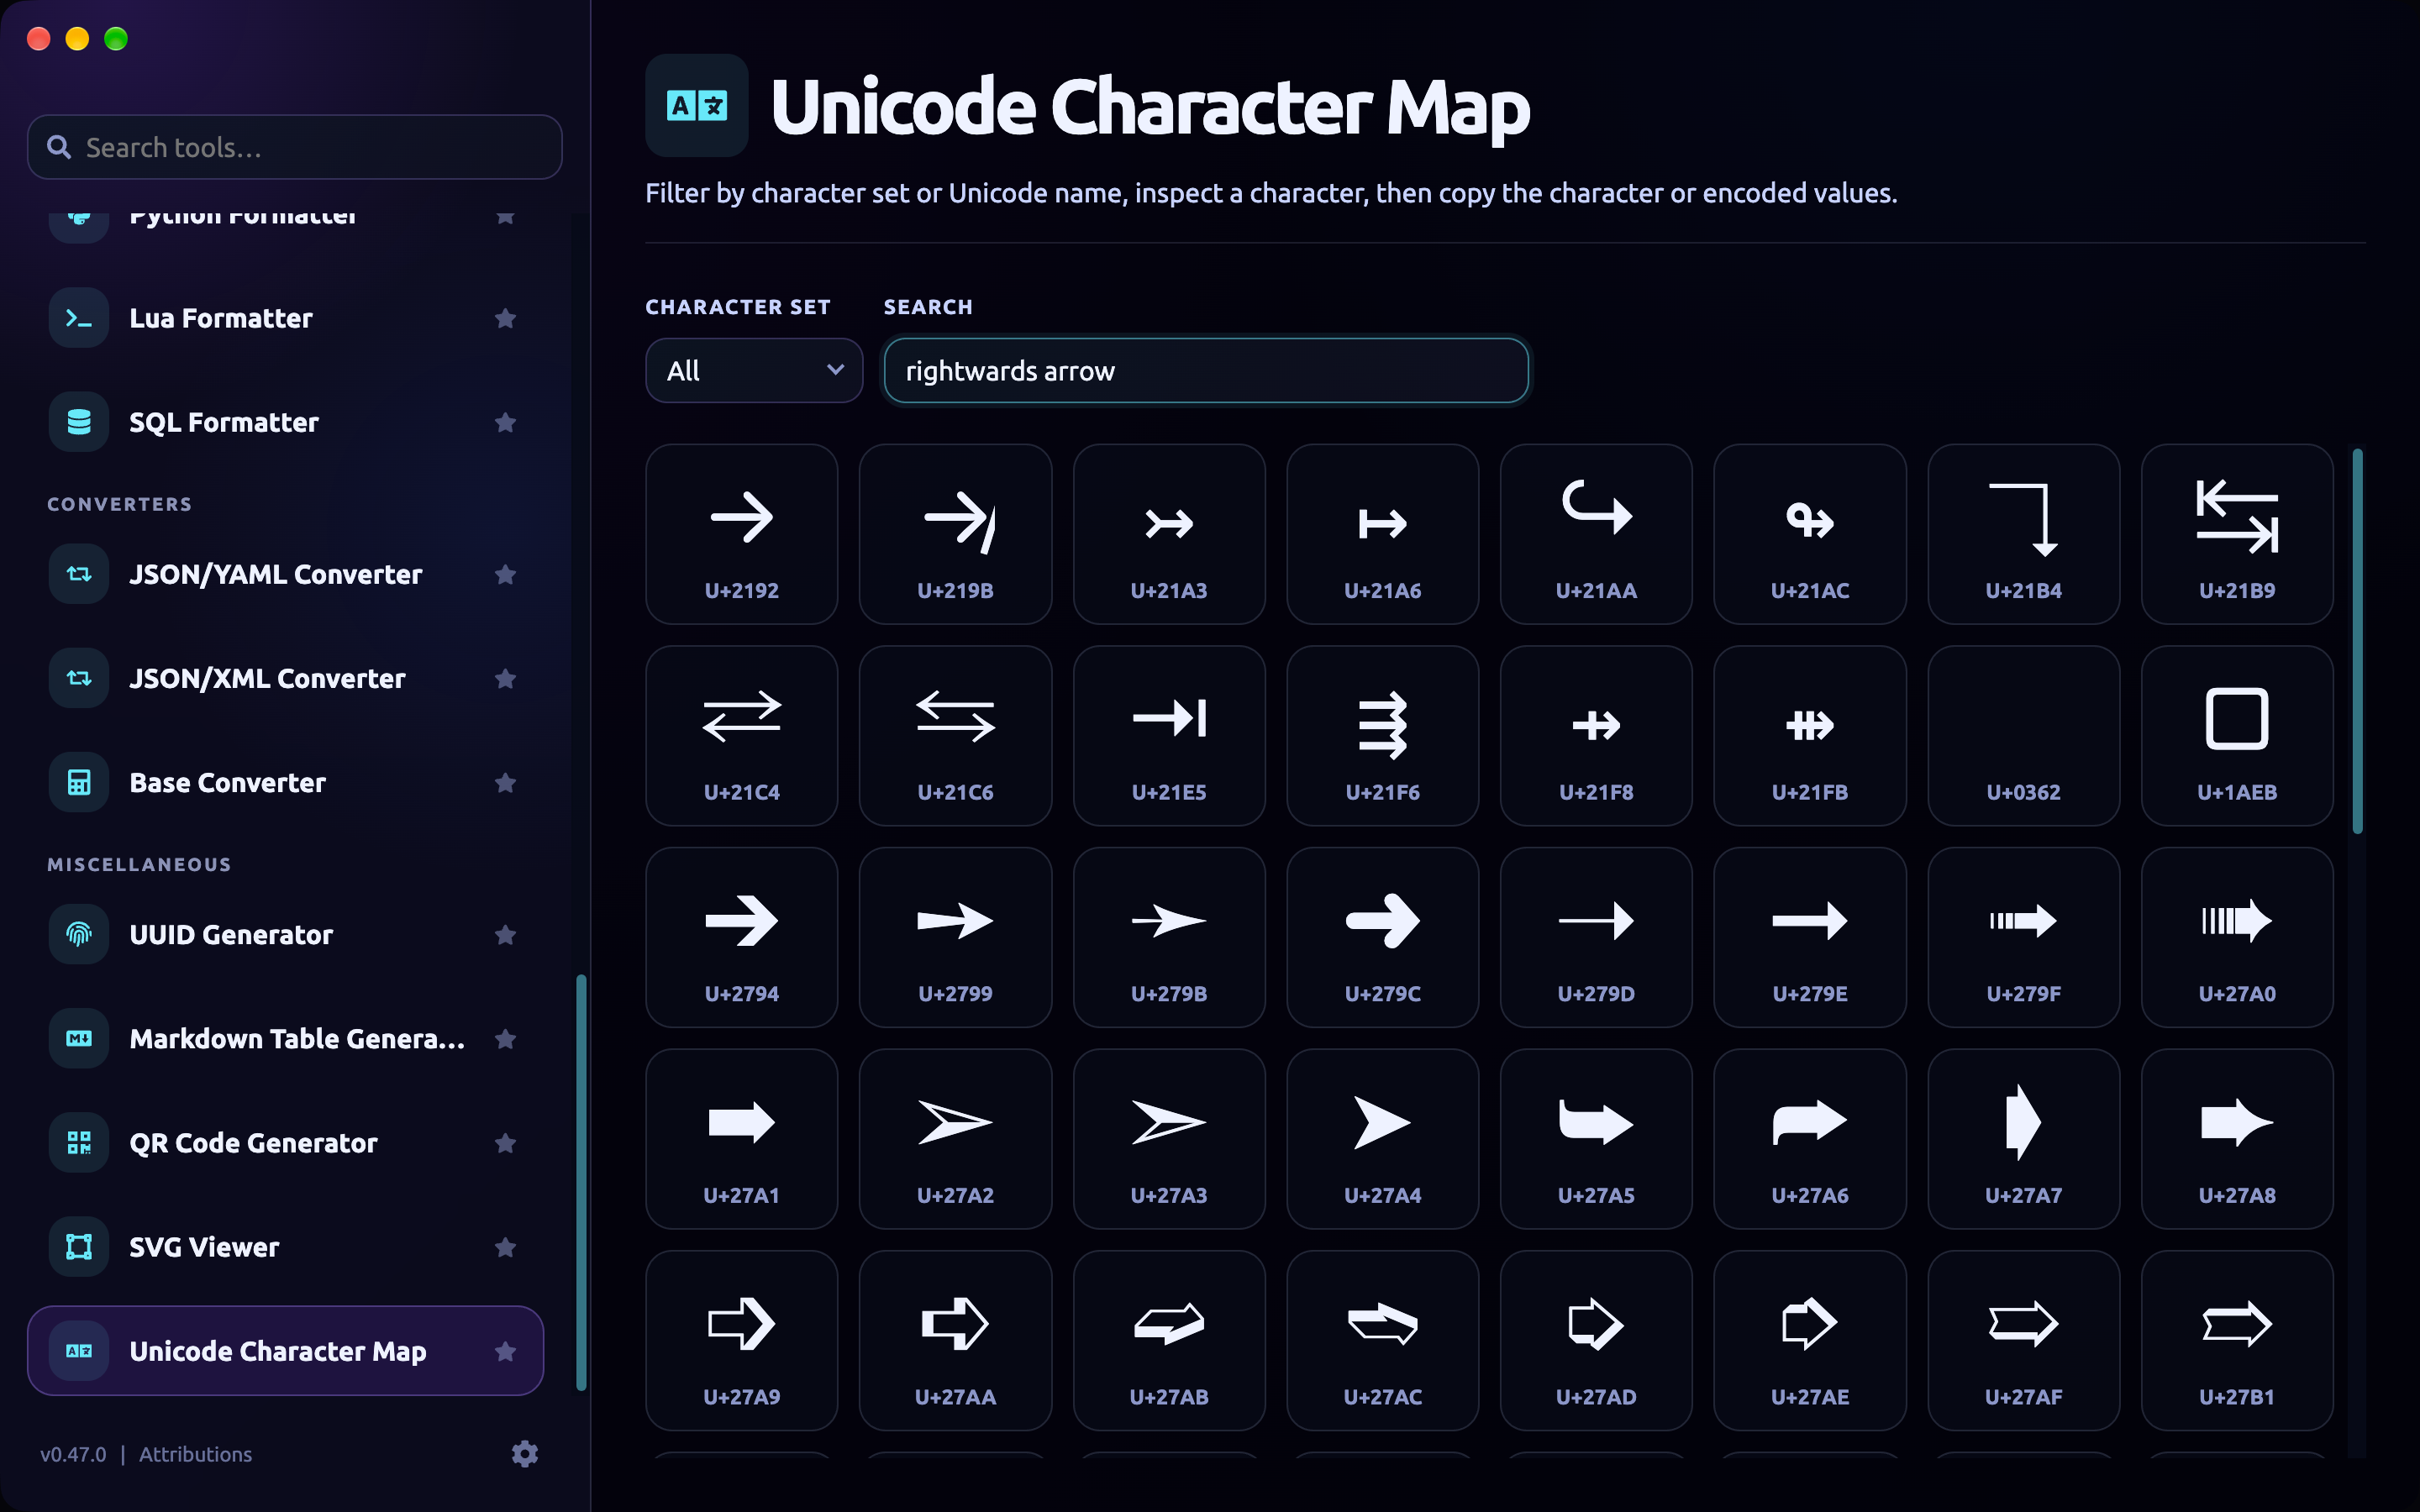 Search tools...
Python Formatter
Lua Formatter
SQL Formatter
CONVERTERS
JSON/YAML Converter
JSON/XML Converter
Base Converter
MISCELLANEOUS
UUID Generator
Markdown Table Genera...
QR Code Generator
SVG Viewer
Unicode Character Map
v0.47.0 | Attributions
Unicode Character Map
Filter by character set or Unicode name, inspect a character, then copy the character or encoded values.
CHARACTER SET SEARCH
All rightwards arrow
U+2192 U+219B U+21A3 U+21A6 U+21AA U+21AC U+21B4 U+21B9
U+21C4 U+21C6 U+21E5 U+21F6 U+21F8 U+21FB U+0362 U+1AEB
U+2794 U+2799 U+279B U+279C U+279D U+279E U+279F U+27A0
U+27A1 U+27A2 U+27A3 U+27A4 U+27A5 U+27A6 U+27A7 U+27A8
U+27A9 U+27AA U+27AB U+27AC U+27AD U+27AE U+27AF U+27B1